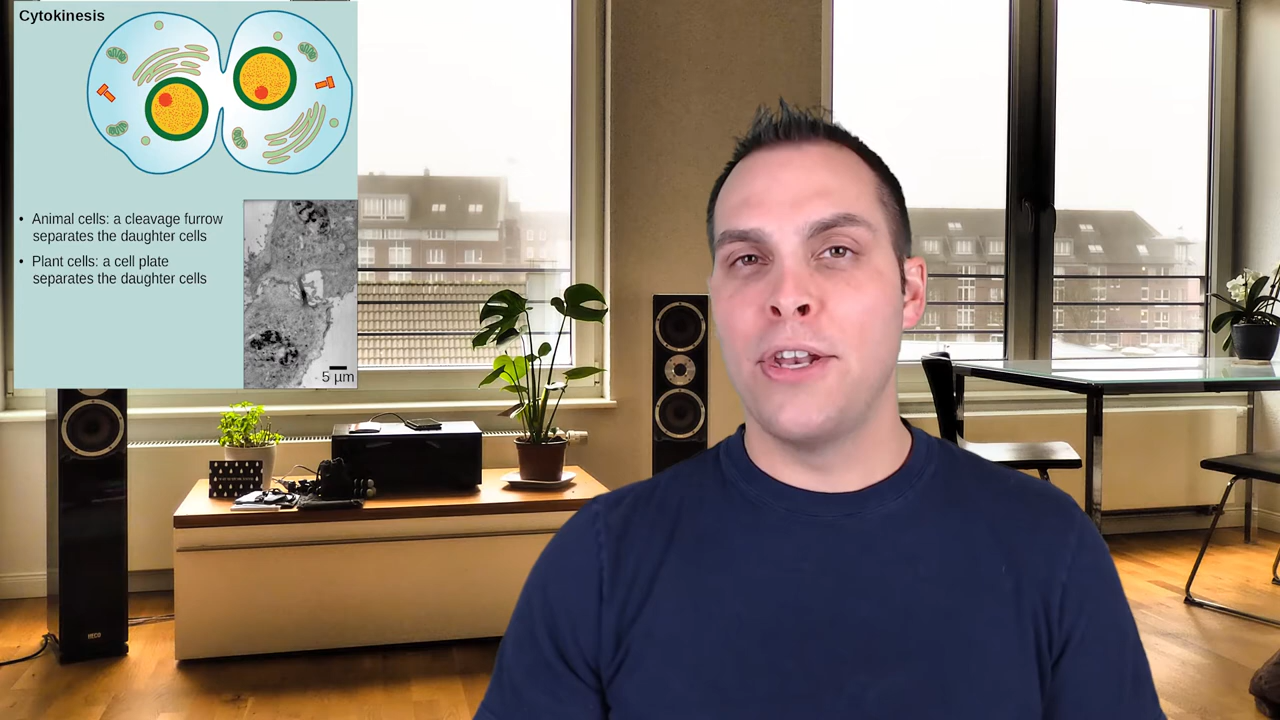 Cytokinesis
• Animal cells: a cleavage furrow
separates the daughter cells
• Plant cells: a cell plate
separates the daughter cells
5 µm
HECO